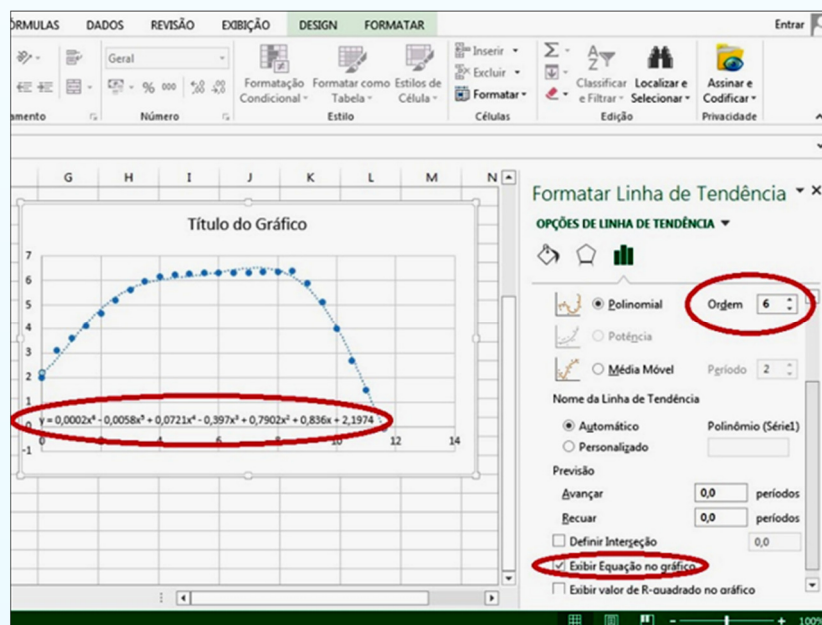 ÓRMULAS DADOS REVISÃO EXIBIÇÃO DESIGN FORMATAR Entrar
Geral
% 000
Formatação Condicional
Formatar como Tabela
Estilos de Célula
Inserir
Excluir
Formatar
Classificar e Filtrar
Localizar e Selecionar
Assinar e Codificar
amento Número Estilo Células Edição Privacidade
G H I J K L M N
Título do Gráfico
7
6
5
4
3
2
1
0
-1
y = 0,0002x⁶ - 0,0058x⁵ + 0,0721x⁴ - 0,397x³ + 0,7902x² + 0,836x + 2,1974
0 2 4 6 8 10 12 14
Formatar Linha de Tendência
OPÇÕES DE LINHA DE TENDÊNCIA
Polinomial Ordem 6
Potência
Média Móvel Período 2
Nome da Linha de Tendência
Automático Polinômio (Série1)
Personalizado
Previsão
Avançar 0,0 períodos
Recuar 0,0 períodos
Definir Interseção 0,0
Exibir Equação no gráfico
Exibir valor de R-quadrado no gráfico
100%